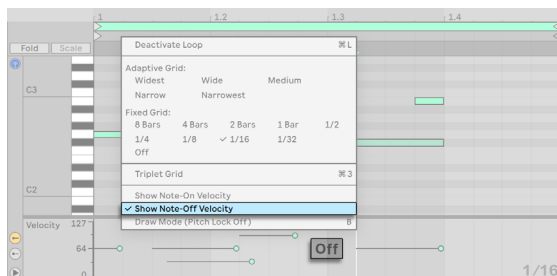 1 1.2 1.3 1.4
Fold Scale
Deactivate Loop ⌘L
Adaptive Grid:
Widest Wide Medium
Narrow Narrowest
C3
Fixed Grid:
8 Bars 4 Bars 2 Bars 1 Bar 1/2
1/4 1/8 ✓ 1/16 1/32
Off
Triplet Grid ⌘3
Show Note-On Velocity
C2
✓ Show Note-Off Velocity
Draw Mode (Pitch Lock Off) B
Velocity 127
64
Off
0
1/16